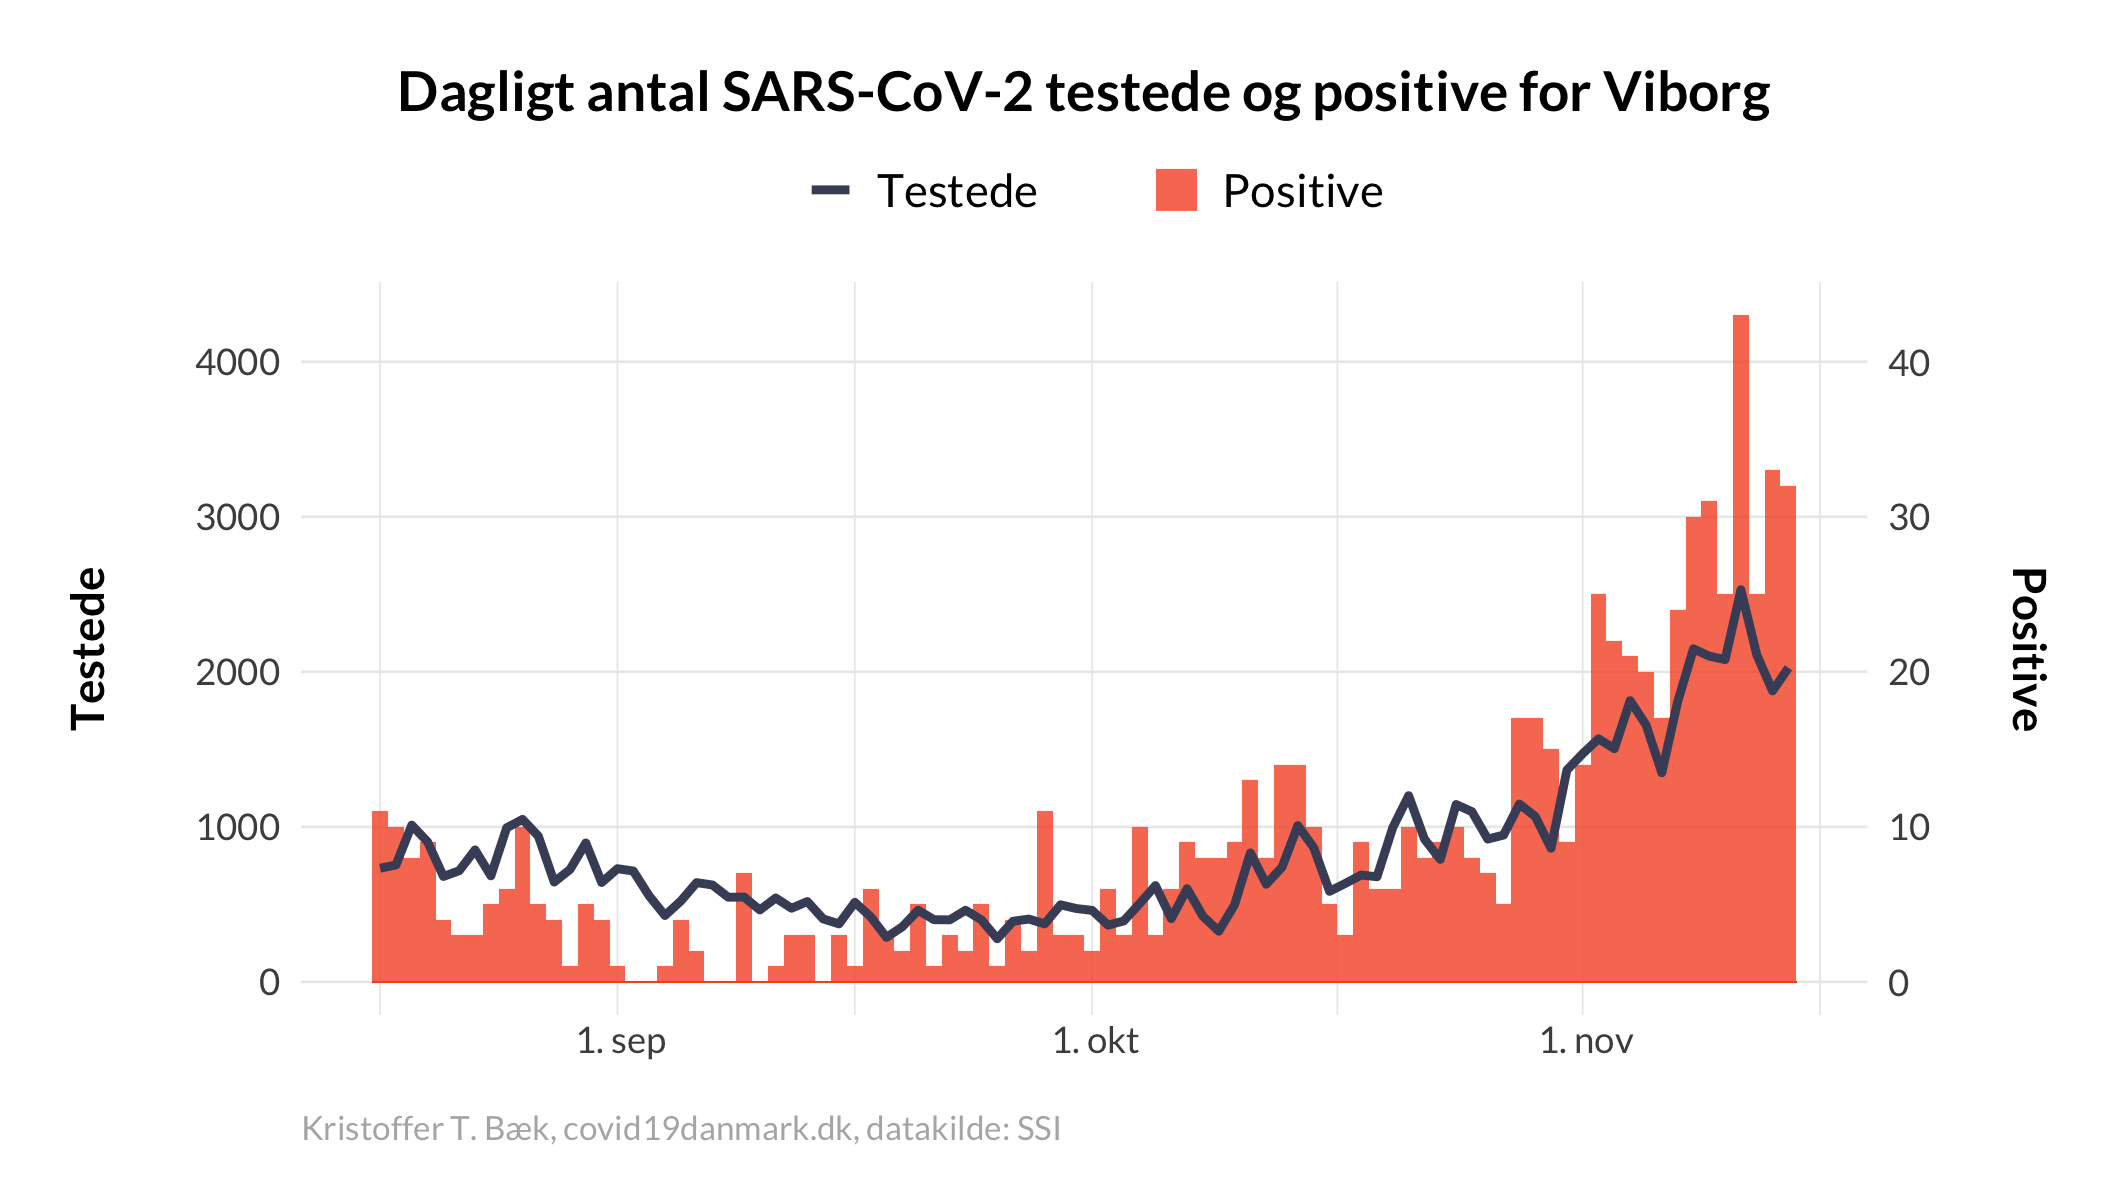 Dagligt antal SARS-CoV-2 testede og positive for Viborg
Testede Positive
4000 40
3000 30
2000 20
1000 10
0 0
Testede
Positive
1. sep 1. okt 1. nov
Kristoffer T. Bæk, covid19danmark.dk, datakilde: SSI